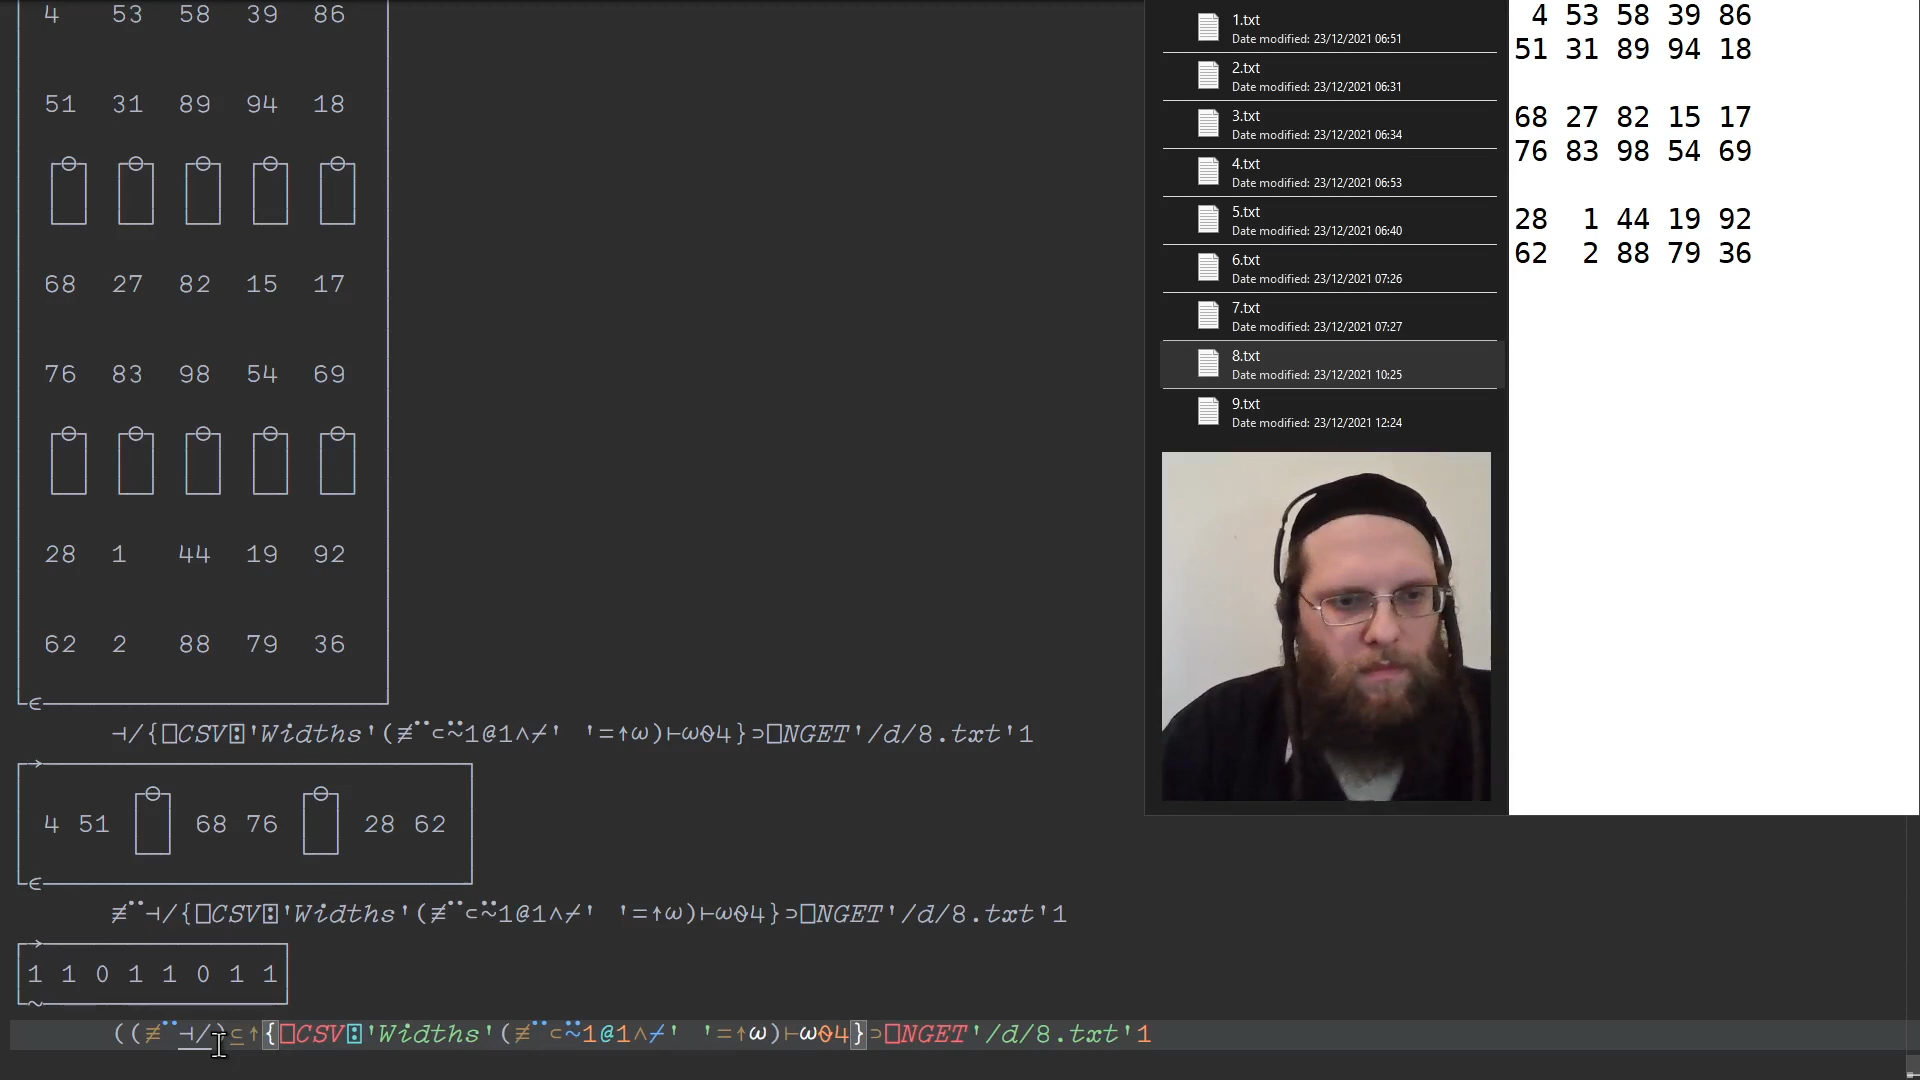 4 53 58 39 86
51 31 89 94 18
68 27 82 15 17
76 83 98 54 69
28 1 44 19 92
62 2 88 79 36
⊣/{⎕CSV⍠'Widths'(≢¨⊂⍨1@1∧⌿' '=↑⍵)⊢⍵⍬4}⊃⎕NGET'/d/8.txt'1
4 51 68 76 28 62
≢¨⊣/{⎕CSV⍠'Widths'(≢¨⊂⍨1@1∧⌿' '=↑⍵)⊢⍵⍬4}⊃⎕NGET'/d/8.txt'1
1 1 0 1 1 0 1 1
((≢¨⊣/)⊆↑{⎕CSV⍠'Widths'(≢¨⊂⍨1@1∧⌿' '=↑⍵)⊢⍵⍬4}⊃⎕NGET'/d/8.txt'1
1.txt
Date modified: 23/12/2021 06:51
2.txt
Date modified: 23/12/2021 06:31
3.txt
Date modified: 23/12/2021 06:34
4.txt
Date modified: 23/12/2021 06:53
5.txt
Date modified: 23/12/2021 06:40
6.txt
Date modified: 23/12/2021 07:26
7.txt
Date modified: 23/12/2021 07:27
8.txt
Date modified: 23/12/2021 10:25
9.txt
Date modified: 23/12/2021 12:24
4 53 58 39 86
51 31 89 94 18
68 27 82 15 17
76 83 98 54 69
28 1 44 19 92
62 2 88 79 36